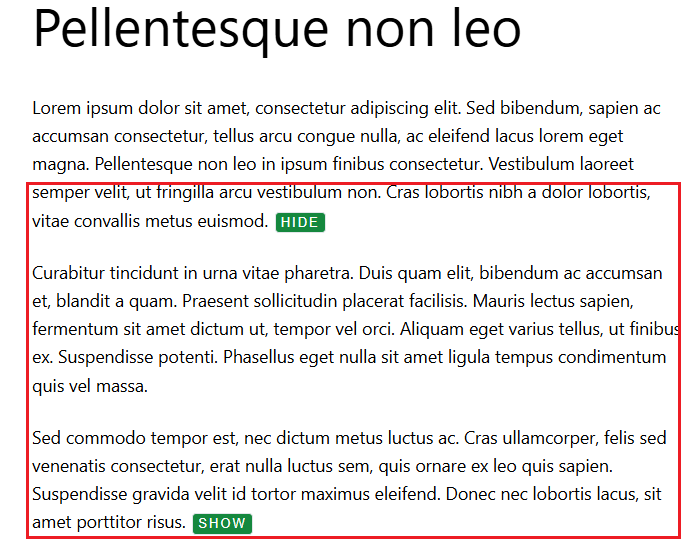 Pellentesque non leo
Lorem ipsum dolor sit amet, consectetur adipiscing elit. Sed bibendum, sapien ac
accumsan consectetur, tellus arcu congue nulla, ac eleifend lacus lorem eget
magna. Pellentesque non leo in ipsum finibus consectetur. Vestibulum laoreet
semper velit, ut fringilla arcu vestibulum non. Cras lobortis nibh a dolor lobortis,
vitae convallis metus euismod. HIDE
Curabitur tincidunt in urna vitae pharetra. Duis quam elit, bibendum ac accumsan
et, blandit a quam. Praesent sollicitudin placerat facilisis. Mauris lectus sapien,
fermentum sit amet dictum ut, tempor vel orci. Aliquam eget varius tellus, ut finibus
ex. Suspendisse potenti. Phasellus eget nulla sit amet ligula tempus condimentum
quis vel massa.
Sed commodo tempor est, nec dictum metus luctus ac. Cras ullamcorper, felis sed
venenatis consectetur, erat nulla luctus sem, quis ornare ex leo quis sapien.
Suspendisse gravida velit id tortor maximus eleifend. Donec nec lobortis lacus, sit
amet porttitor risus. SHOW